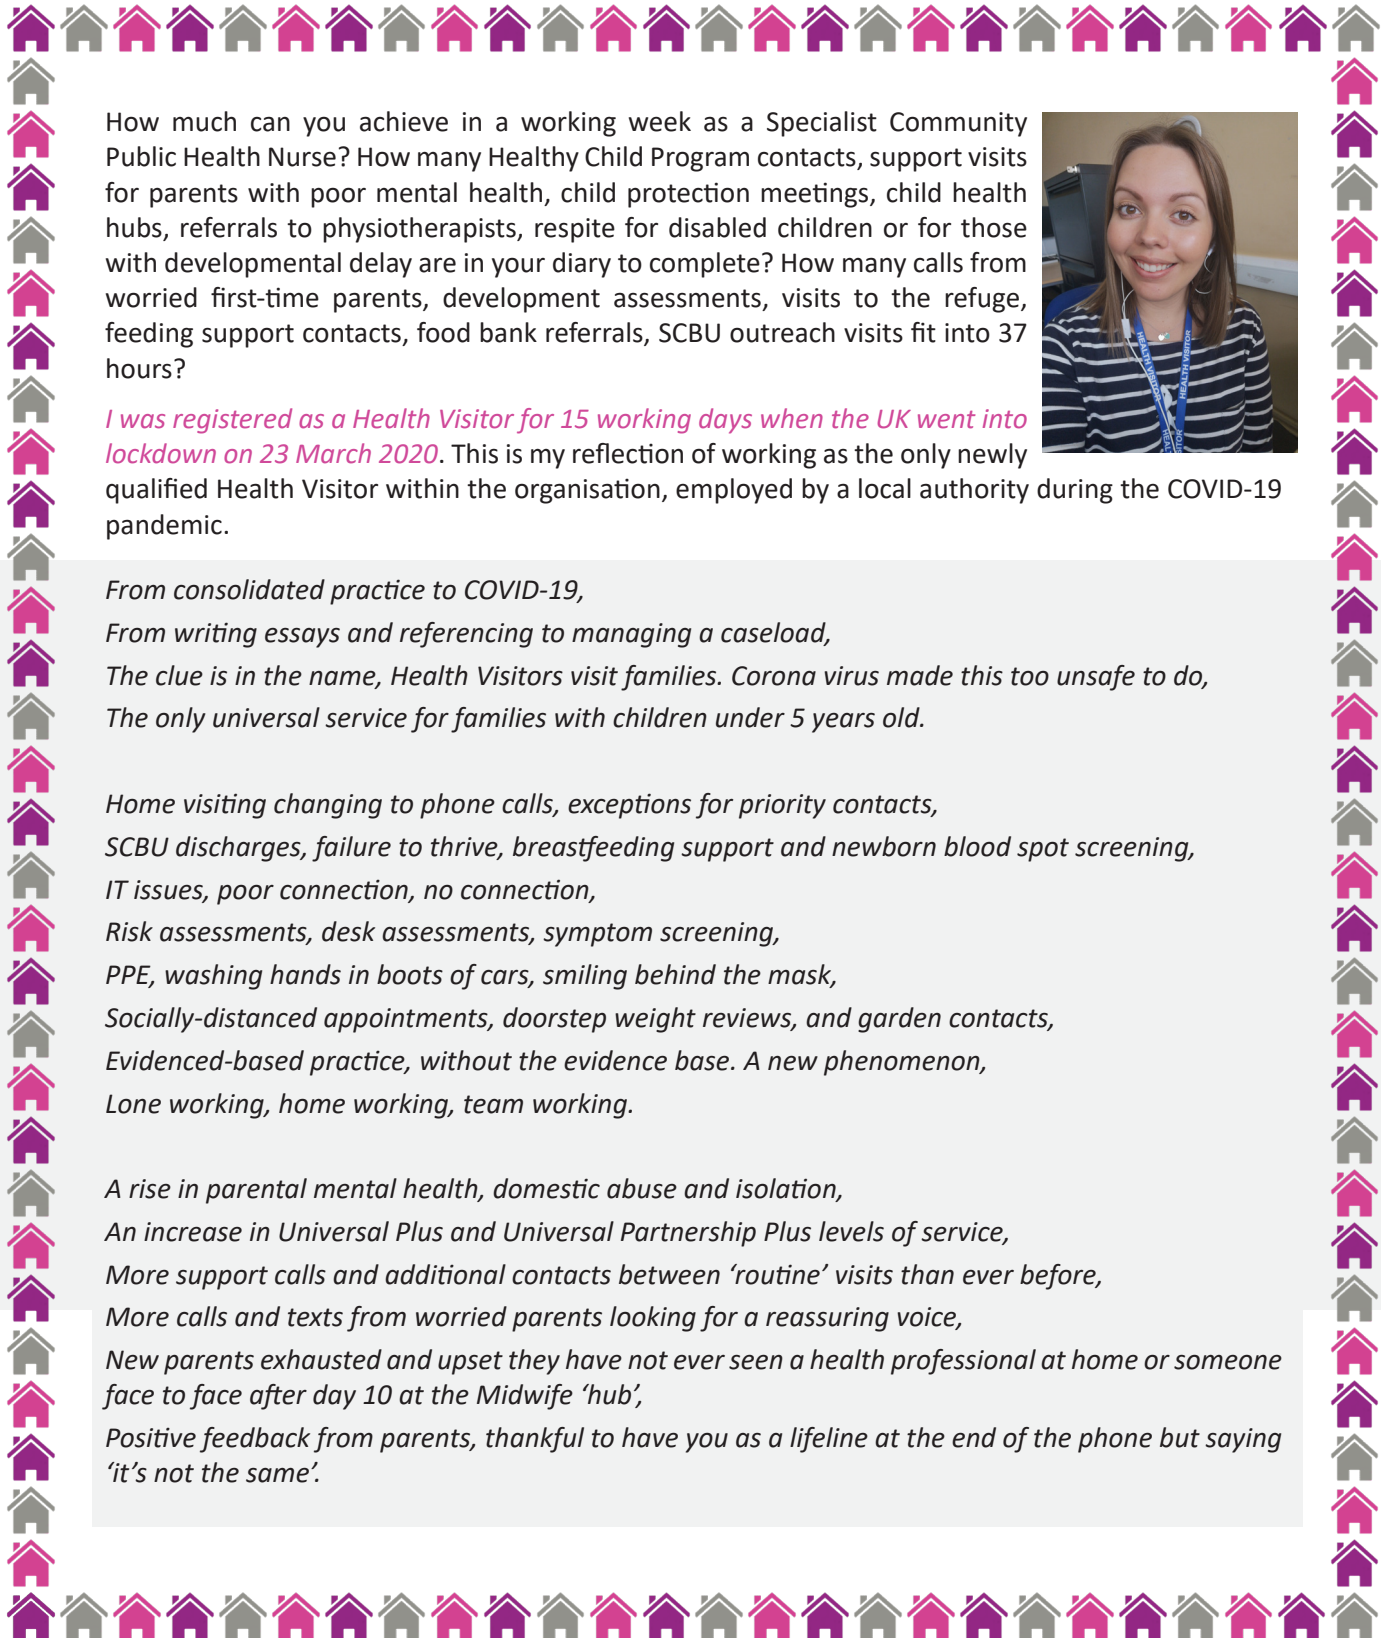 How much can you achieve in a working week as a Specialist Community
Public Health Nurse? How many Healthy Child Program contacts, support visits
for parents with poor mental health, child protection meetings, child health
hubs, referrals to physiotherapists, respite for disabled children or for those
with developmental delay are in your diary to complete? How many calls from
worried first-time parents, development assessments, visits to the refuge,
feeding support contacts, food bank referrals, SCBU outreach visits fit into 37
hours?
I was registered as a Health Visitor for 15 working days when the UK went into
lockdown on 23 March 2020. This is my reflection of working as the only newly
qualified Health Visitor within the organisation, employed by a local authority during the COVID-19
pandemic.
HEALTH VISITOR
HEALTH VISITOR
From consolidated practice to COVID-19,
From writing essays and referencing to managing a caseload,
The clue is in the name, Health Visitors visit families. Corona virus made this too unsafe to do,
The only universal service for families with children under 5 years old.
Home visiting changing to phone calls, exceptions for priority contacts,
SCBU discharges, failure to thrive, breastfeeding support and newborn blood spot screening,
IT issues, poor connection, no connection,
Risk assessments, desk assessments, symptom screening,
PPE, washing hands in boots of cars, smiling behind the mask,
Socially-distanced appointments, doorstep weight reviews, and garden contacts,
Evidenced-based practice, without the evidence base. A new phenomenon,
Lone working, home working, team working.
A rise in parental mental health, domestic abuse and isolation,
An increase in Universal Plus and Universal Partnership Plus levels of service,
More support calls and additional contacts between ‘routine’ visits than ever before,
More calls and texts from worried parents looking for a reassuring voice,
New parents exhausted and upset they have not ever seen a health professional at home or someone
face to face after day 10 at the Midwife ‘hub’,
Positive feedback from parents, thankful to have you as a lifeline at the end of the phone but saying
‘it’s not the same’.